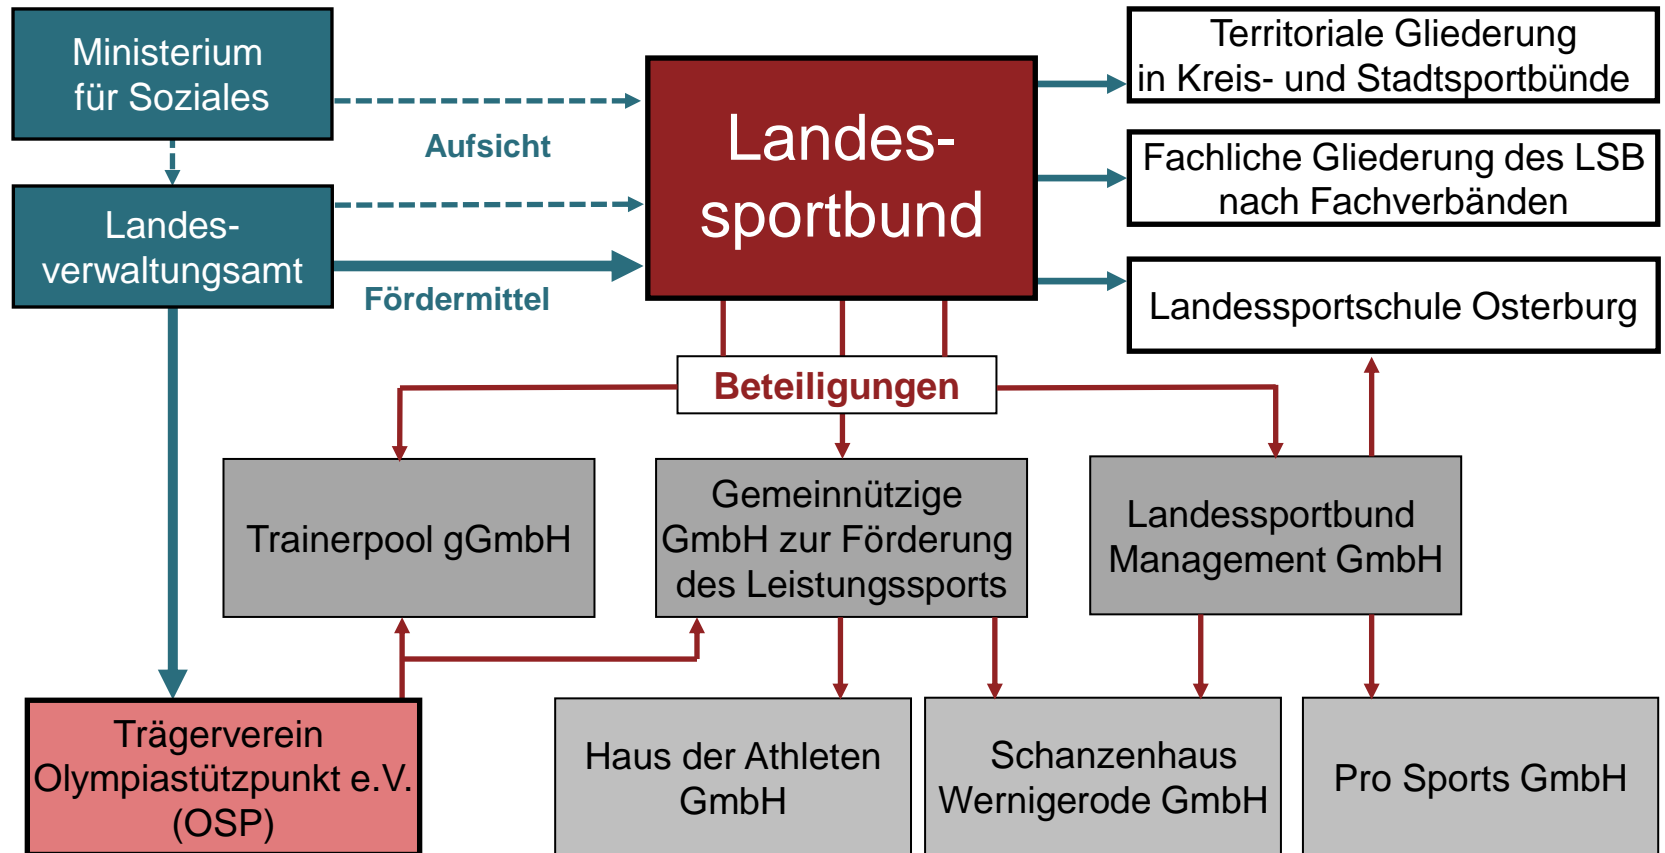 Ministerium
für Soziales
Landes-
verwaltungsamt
Aufsicht
Fördermittel
Landes-
sportbund
Territoriale Gliederung
in Kreis- und Stadtsportbünde
Fachliche Gliederung des LSB
nach Fachverbänden
Landessportschule Osterburg
Beteiligungen
Trainerpool gGmbH
Gemeinnützige
GmbH zur Förderung
des Leistungssports
Landessportbund
Management GmbH
Trägerverein
Olympiastützpunkt e.V.
(OSP)
Haus der Athleten
GmbH
Schanzenhaus
Wernigerode GmbH
Pro Sports GmbH